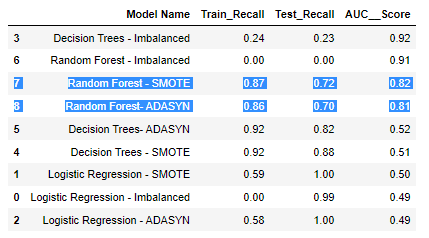 Model Name Train_Recall Test_Recall AUC__Score
3 Decision Trees - Imbalanced 0.24 0.23 0.92
6 Random Forest - Imbalanced 0.00 0.00 0.91
7 Random Forest - SMOTE 0.87 0.72 0.82
8 Random Forest- ADASYN 0.86 0.70 0.81
5 Decision Trees- ADASYN 0.92 0.82 0.52
4 Decision Trees - SMOTE 0.92 0.88 0.51
1 Logistic Regression - SMOTE 0.59 1.00 0.50
0 Logistic Regression - Imbalanced 0.00 0.99 0.49
2 Logistic Regression - ADASYN 0.58 1.00 0.49